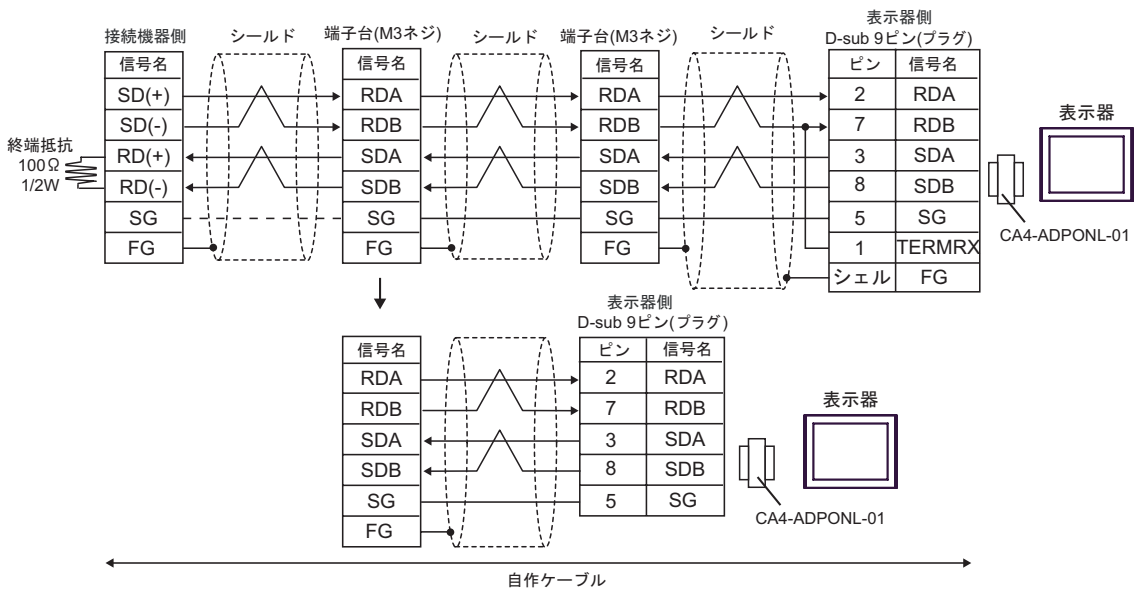 接続機器側
シールド
端子台(M3ネジ)
シールド
端子台(M3ネジ)
シールド
表示器側
D-sub 9ピン(プラグ)
信号名 信号名 信号名 ピン 信号名
SD(+) RDA RDA 2 RDA
SD(-) RDB RDB 7 RDB
RD(+) SDA SDA 3 SDA
RD(-) SDB SDB 8 SDB
SG SG SG 5 SG
FG FG FG 1 TERMRX
シェル FG
終端抵抗
100Ω
1/2W
表示器
CA4-ADPONL-01
表示器側
D-sub 9ピン(プラグ)
信号名 ピン 信号名
RDA 2 RDA
RDB 7 RDB
SDA 3 SDA
SDB 8 SDB
SG 5 SG
FG
表示器
CA4-ADPONL-01
自作ケーブル